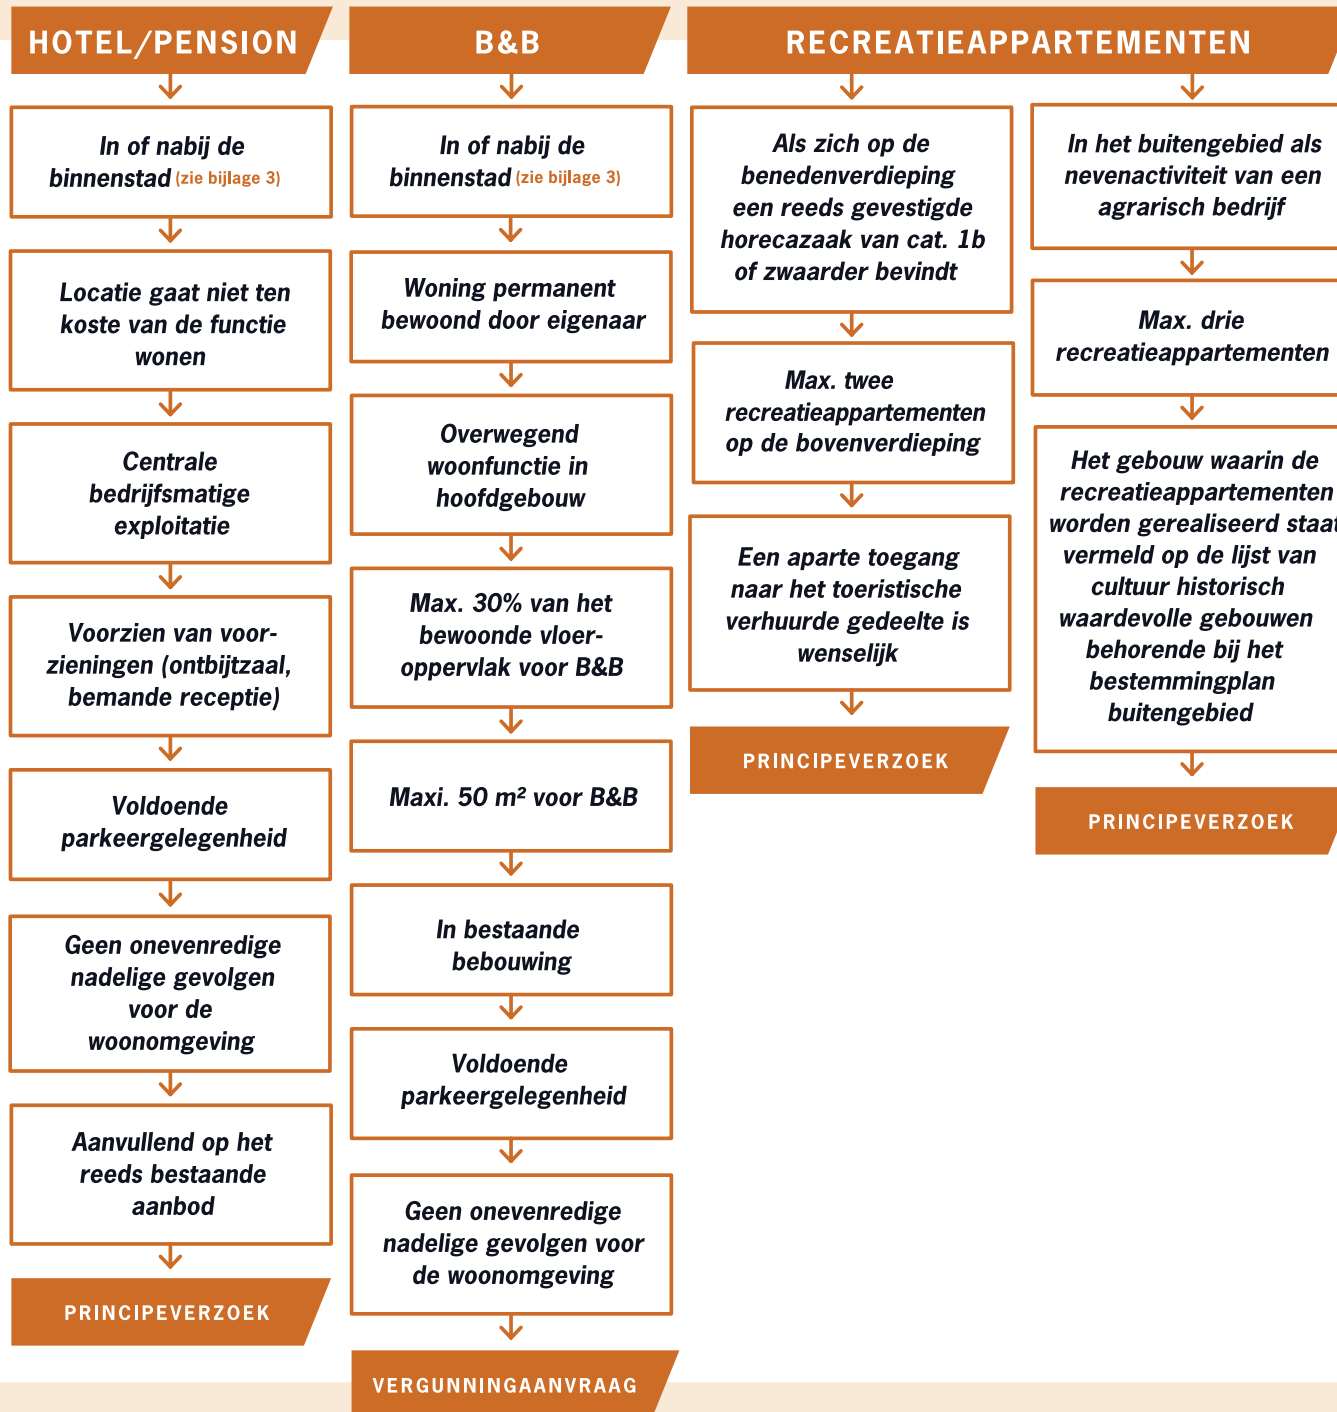 HOTEL/PENSION
In of nabij de
binnenstad (zie bijlage 3)
Locatie gaat niet ten
koste van de functie
wonen
Centrale
bedrijfsmatige
exploitatie
Voorzien van voor-
zieningen (ontbijtzaal,
bemande receptie)
Voldoende
parkeergelegenheid
Geen onevenredige
nadelige gevolgen
voor de
woonomgeving
Aanvullend op het
reeds bestaande
aanbod
PRINCIPEVERZOEK
B&B
In of nabij de
binnenstad (zie bijlage 3)
Woning permanent
bewoond door eigenaar
Overwegend
woonfunctie in
hoofdgebouw
Max. 30% van het
bewoonde vloer-
oppervlak voor B&B
Maxi. 50 m² voor B&B
In bestaande
bebouwing
Voldoende
parkeergelegenheid
Geen onevenredige
nadelige gevolgen voor
de woonomgeving
VERGUNNINGAANVRAAG
RECREATIEAPPARTEMENTEN
Als zich op de
benedenverdieping
een reeds gevestigde
horecazaak van cat. 1b
of zwaarder bevindt
Max. twee
recreatieappartementen
op de bovenverdieping
Een aparte toegang
naar het toeristische
verhuurde gedeelte is
wenselijk
PRINCIPEVERZOEK
In het buitengebied als
nevenactiviteit van een
agrarisch bedrijf
Max. drie
recreatieappartementen
Het gebouw waarin de
recreatieappartementen
worden gerealiseerd staat
vermeld op de lijst van
cultuur historisch
waardevolle gebouwen
behorende bij het
bestemmingplan
buitengebied
PRINCIPEVERZOEK